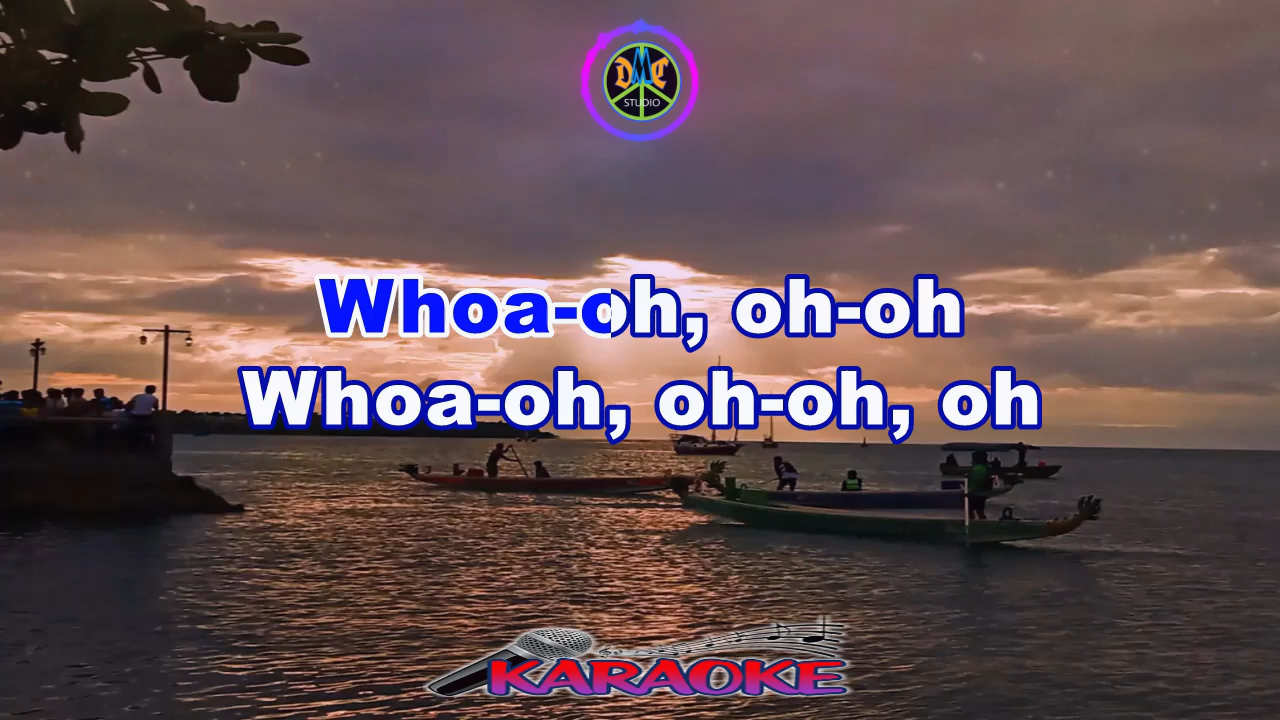 DMC
STUDIO
Whoa-oh, oh-oh
Whoa-oh, oh-oh, oh
KARAOKE